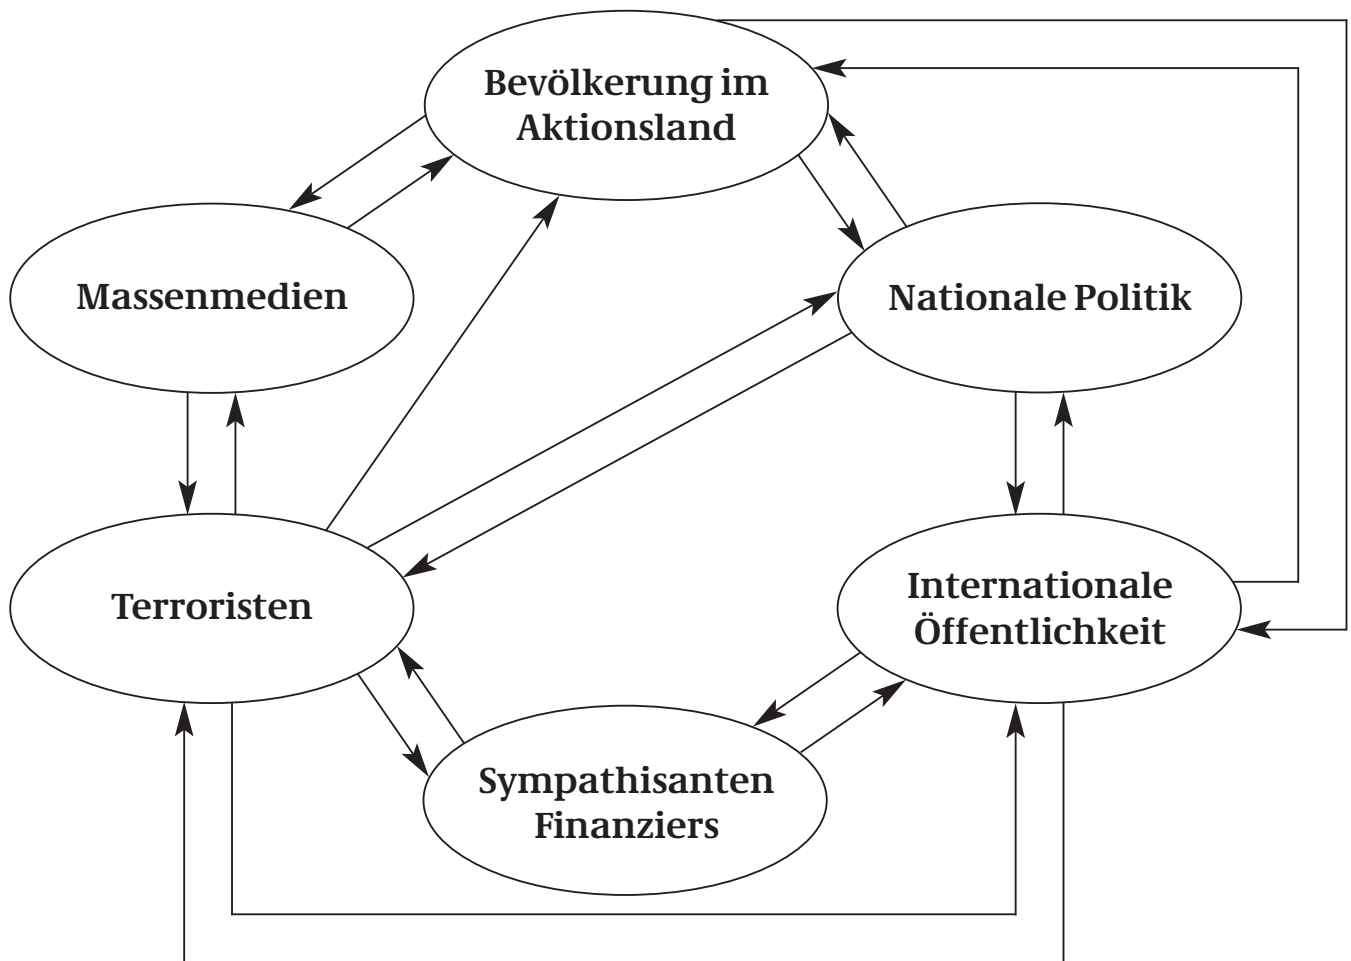 Bevölkerung im
Aktionsland
Massenmedien
Nationale Politik
Terroristen
Internationale
Öffentlichkeit
Sympathisanten
Finanziers